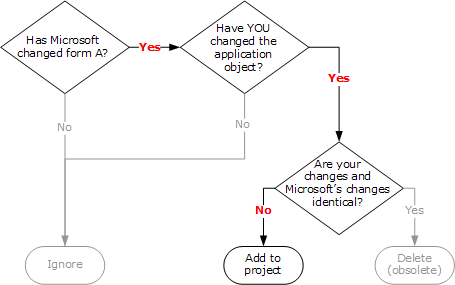 Has Microsoft
changed form A?
Yes
Have YOU
changed the
application
object?
Yes
No
No
Are your
changes and
Microsoft's changes
identical?
No
Yes
Ignore
Add to
project
Delete
(obsolete)